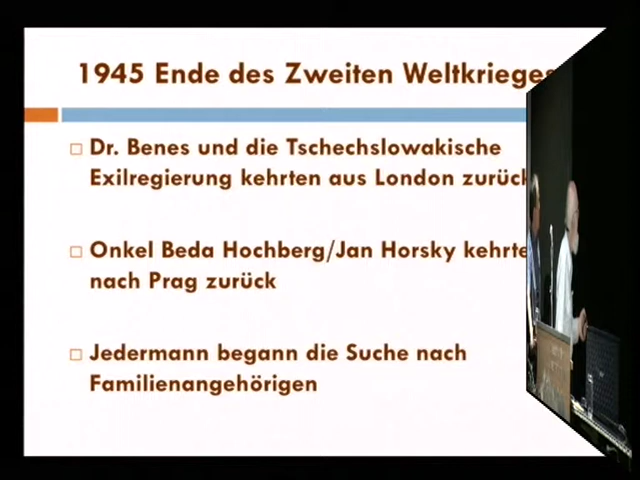 1945 Ende des Zweiten Weltkrieges
Dr. Benes und die Tschechslowakische
Exilregierung kehrten aus London zurück
Onkel Beda Hochberg/Jan Horsky kehrte
nach Prag zurück
Jedermann begann die Suche nach
Familienangehörigen